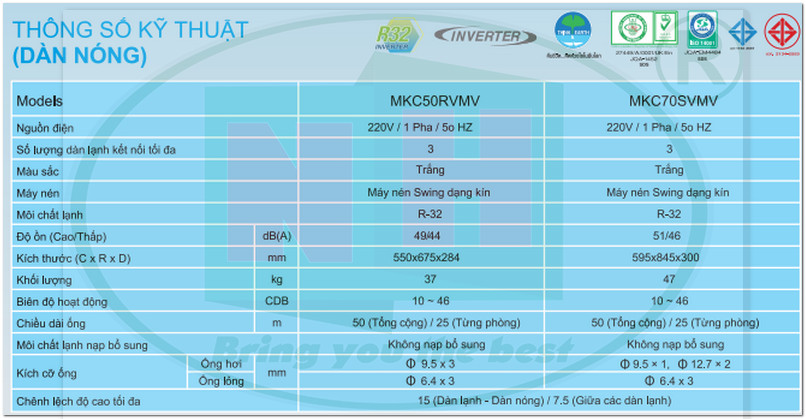 THÔNG SỐ KỸ THUẬT
(DÀN NÓNG)
R32
INVERTER
INVERTER
Models MKC50RVMV MKC70SVMV
Nguồn điện 220V / 1 Pha / 5o HZ 220V / 1 Pha / 5o HZ
Số lượng dàn lạnh kết nối tối đa 3 3
Màu sắc Trắng Trắng
Máy nén Máy nén Swing dạng kín Máy nén Swing dạng kín
Môi chất lạnh R-32 R-32
Độ ồn (Cao/Thấp) dB(A) 49/44 51/46
Kích thước (C x R x D) mm 550x675x284 595x845x300
Khối lượng kg 37 47
Biên độ hoạt động CDB 10 ~ 46 10 ~ 46
Chiều dài ống m 50 (Tổng cộng) / 25 (Từng phòng) 50 (Tổng cộng) / 25 (Từng phòng)
Môi chất lạnh nạp bổ sung Không nạp bổ sung Không nạp bổ sung
Kích cỡ ống Ống hơi mm Φ 9.5 x 3 Φ 9.5 × 1, Φ 12.7 × 2
Ống lỏng Φ 6.4 x 3 Φ 6.4 x 3
Chênh lệch độ cao tối đa 15 (Dàn lạnh - Dàn nóng) / 7.5 (Giữa các dàn lạnh)
NH
®
Bring you the best